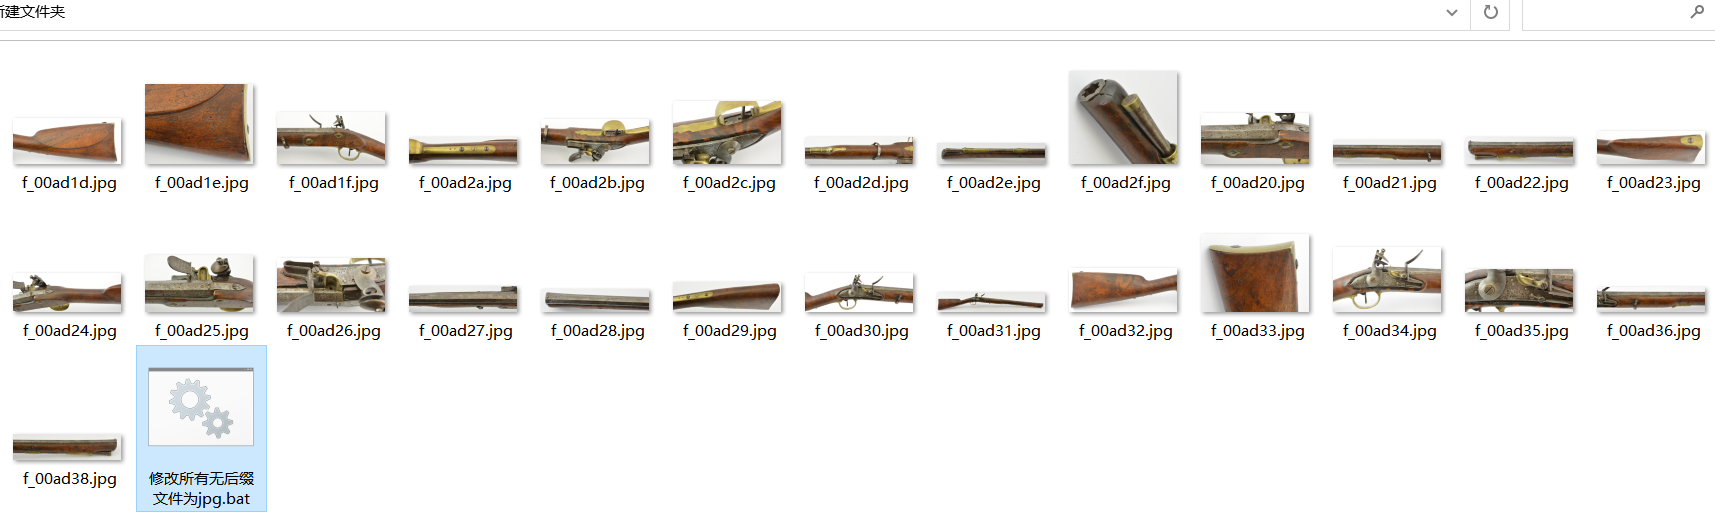 新建文件夹
f_00ad1d.jpg
f_00ad1e.jpg
f_00ad1f.jpg
f_00ad2a.jpg
f_00ad2b.jpg
f_00ad2c.jpg
f_00ad2d.jpg
f_00ad2e.jpg
f_00ad2f.jpg
f_00ad20.jpg
f_00ad21.jpg
f_00ad22.jpg
f_00ad23.jpg
f_00ad24.jpg
f_00ad25.jpg
f_00ad26.jpg
f_00ad27.jpg
f_00ad28.jpg
f_00ad29.jpg
f_00ad30.jpg
f_00ad31.jpg
f_00ad32.jpg
f_00ad33.jpg
f_00ad34.jpg
f_00ad35.jpg
f_00ad36.jpg
f_00ad38.jpg
修改所有无后缀
文件为jpg.bat